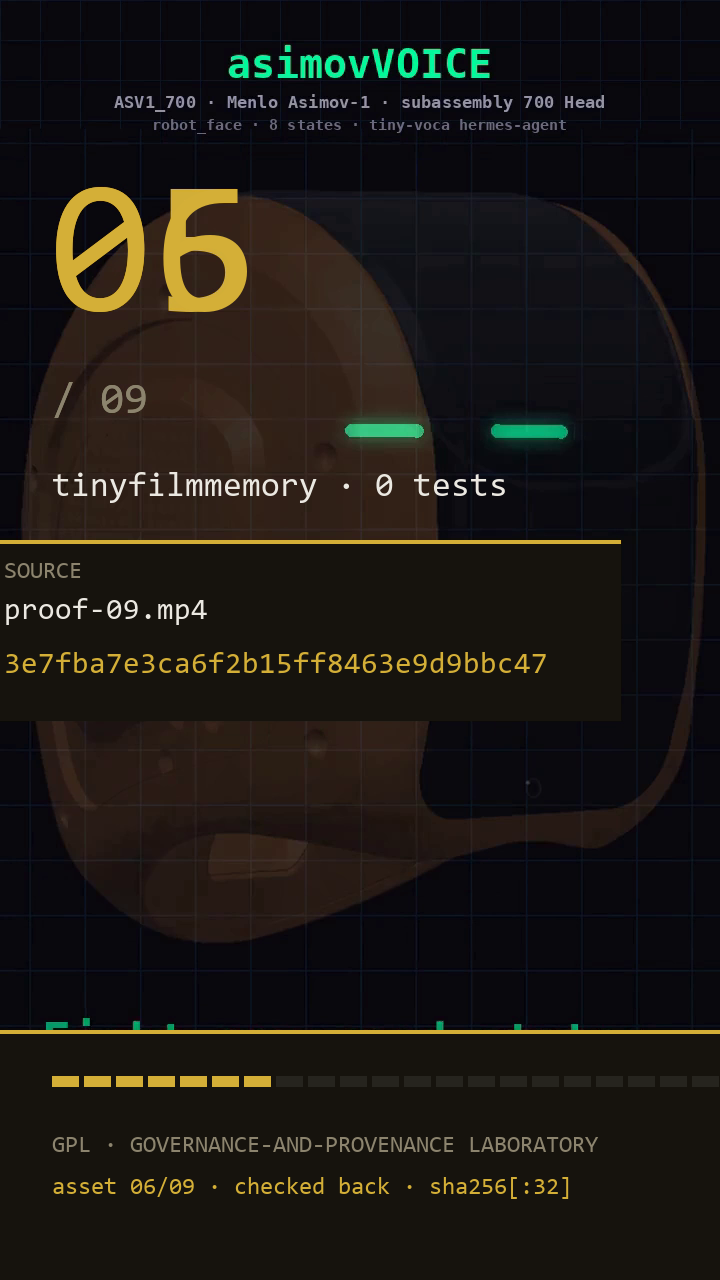 asimovVOICE
ASV1_700 · Menlo Asimov-1 · subassembly 700 Head
robot_face · 8 states · tiny-voca hermes-agent
/ 09
tinyfilmmemory · 0 tests
SOURCE
proof-09.mp4
3e7fba7e3ca6f2b15ff8463e9d9bbc47
GPL · GOVERNANCE-AND-PROVENANCE LABORATORY
asset 06/09 · checked back · sha256[:32]